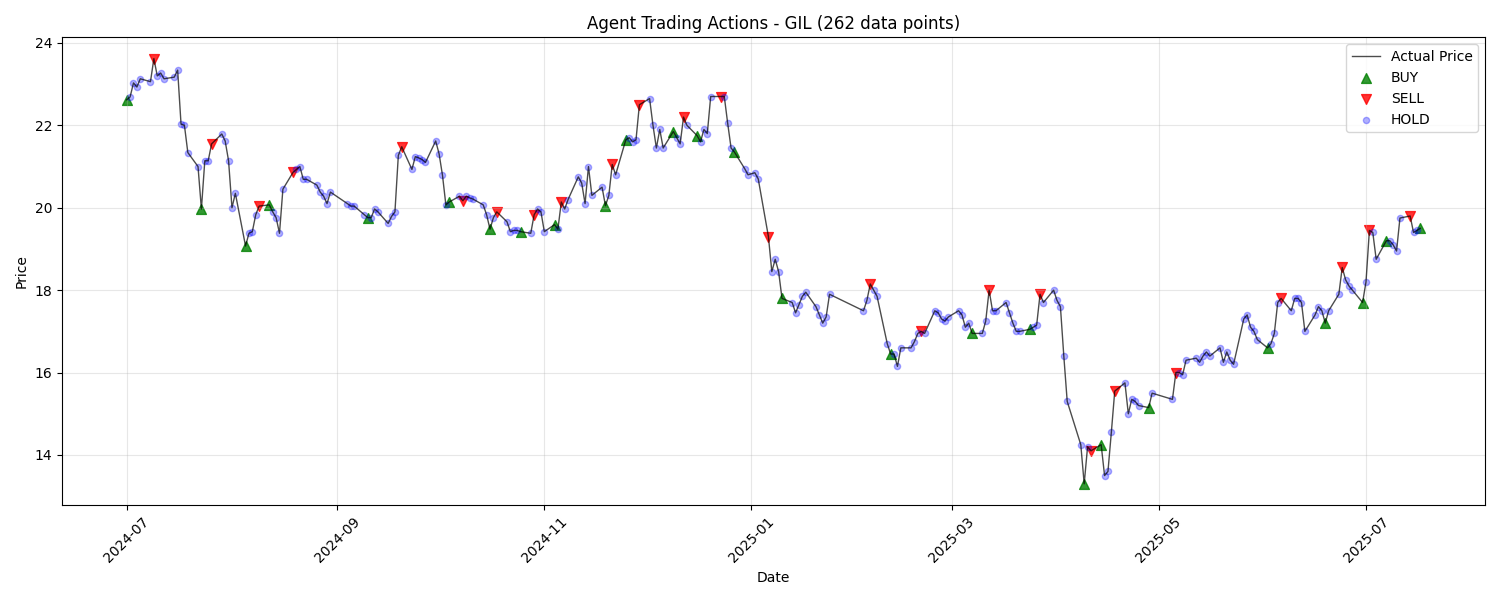 Agent Trading Actions - GIL (262 data points)
24
22
20
18
16
14
Price
2024-07
2024-09
2024-11
2025-01
2025-03
2025-05
2025-07
Date
Actual Price
BUY
SELL
HOLD